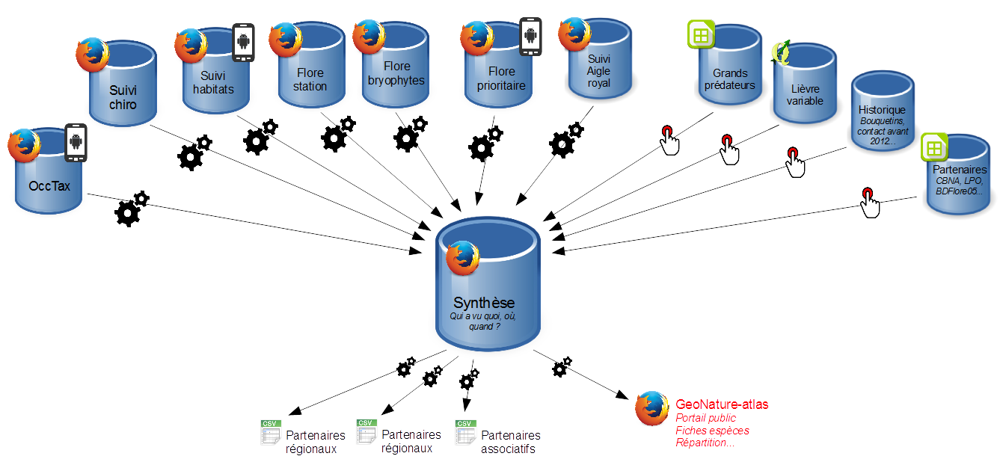 Suivi
chiro
Suivi
habitats
Flore
station
Flore
bryophytes
Flore
prioritaire
Suivi
Aigle
royal
Grands
prédateurs
Lièvre
variable
Historique
Bouquetins,
contact avant
2012...
Partenaires
CBNA, LPO,
BDFlore05...
OccTax
Synthèse
Qui a vu quoi, où,
quand ?
CSV
Partenaires
régionaux
CSV
Partenaires
régionaux
CSV
Partenaires
associatifs
GeoNature-atlas
Portail public
Fiches espèces
Répartition...